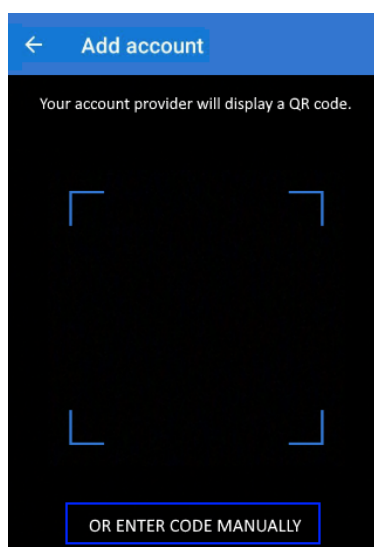 Add account
Your account provider will display a QR code.
OR ENTER CODE MANUALLY